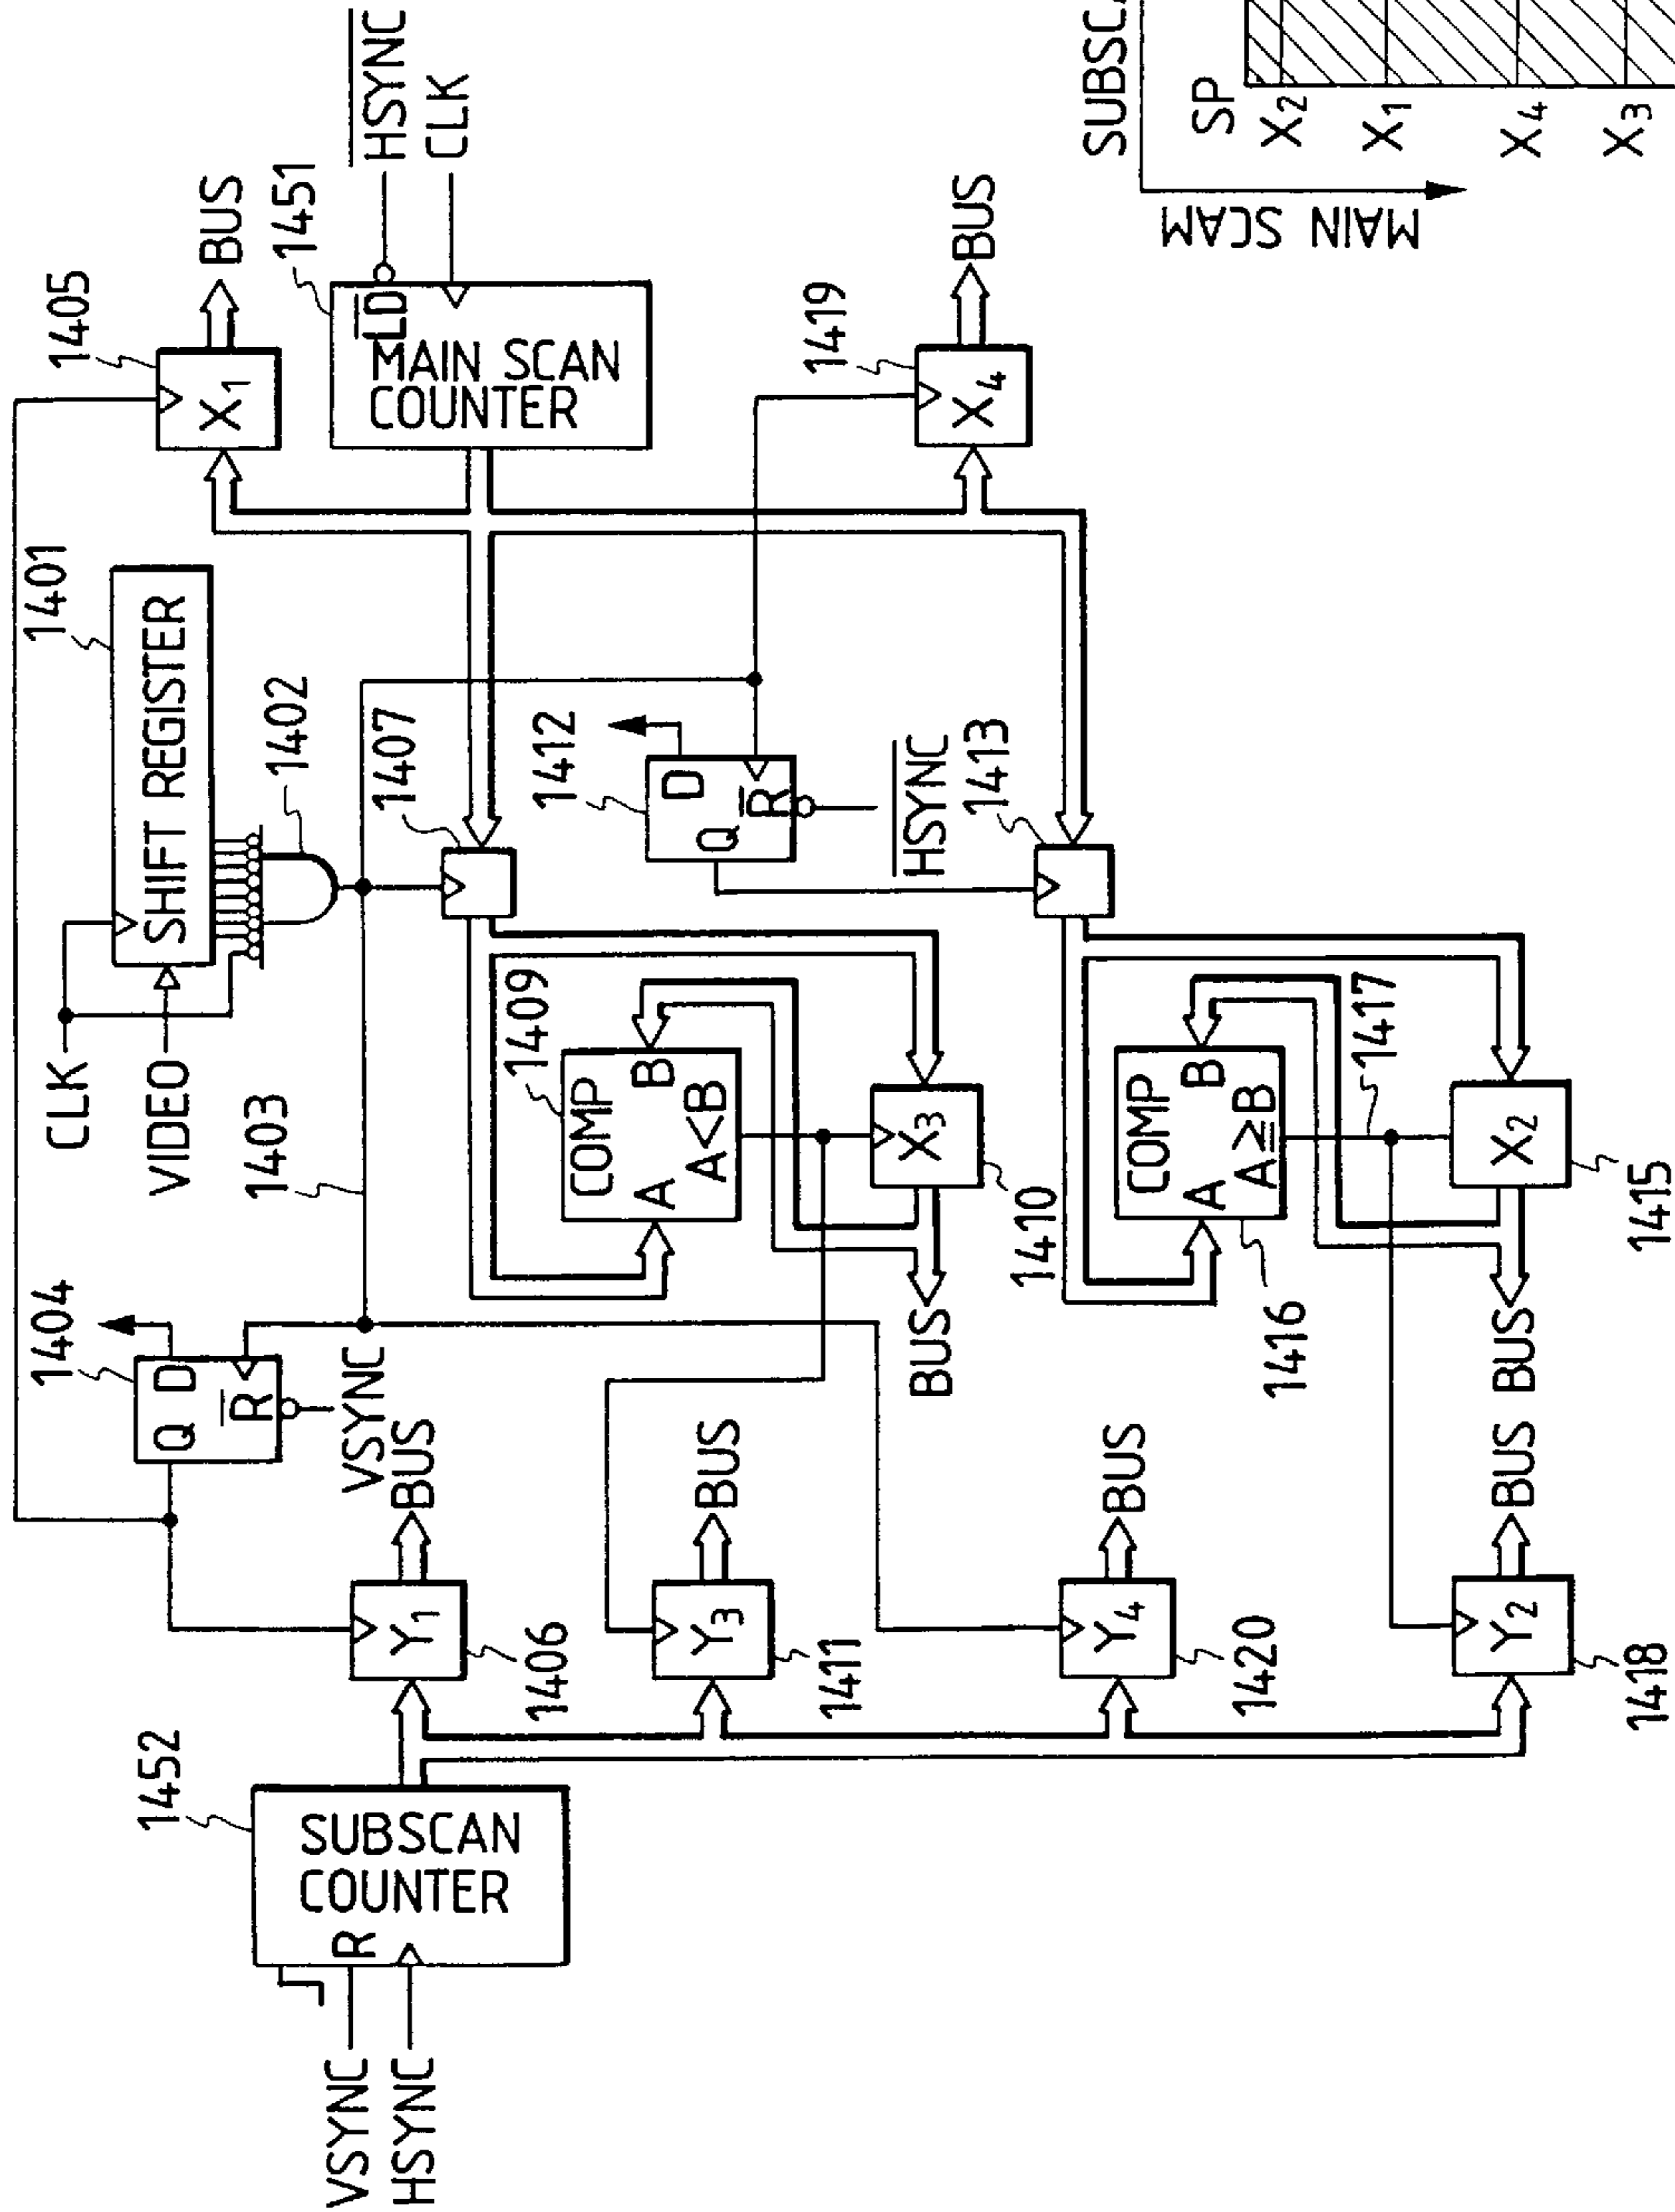 VSYNC
HSYNC
R
SUBSCAN
COUNTER
1452
Y1
1406
BUS
Y3
1411
BUS
Y4
1420
BUS
Y2
1418
BUS
1404
Q D
R
VSYNC
1403
CLK
VIDEO
SHIFT REGISTER
1401
1402
1407
COMP
A
B
A<B
1409
X3
1410
BUS
1412
Q
D
R
HSYNC
1413
COMP
A
B
A≧B
1416
1417
X2
1415
BUS
X1
1405
BUS
LD
MAIN SCAN
COUNTER
1451
HSYNC
CLK
X4
1419
BUS
MAIN SCAM
SP
X2
X1
X4
X3